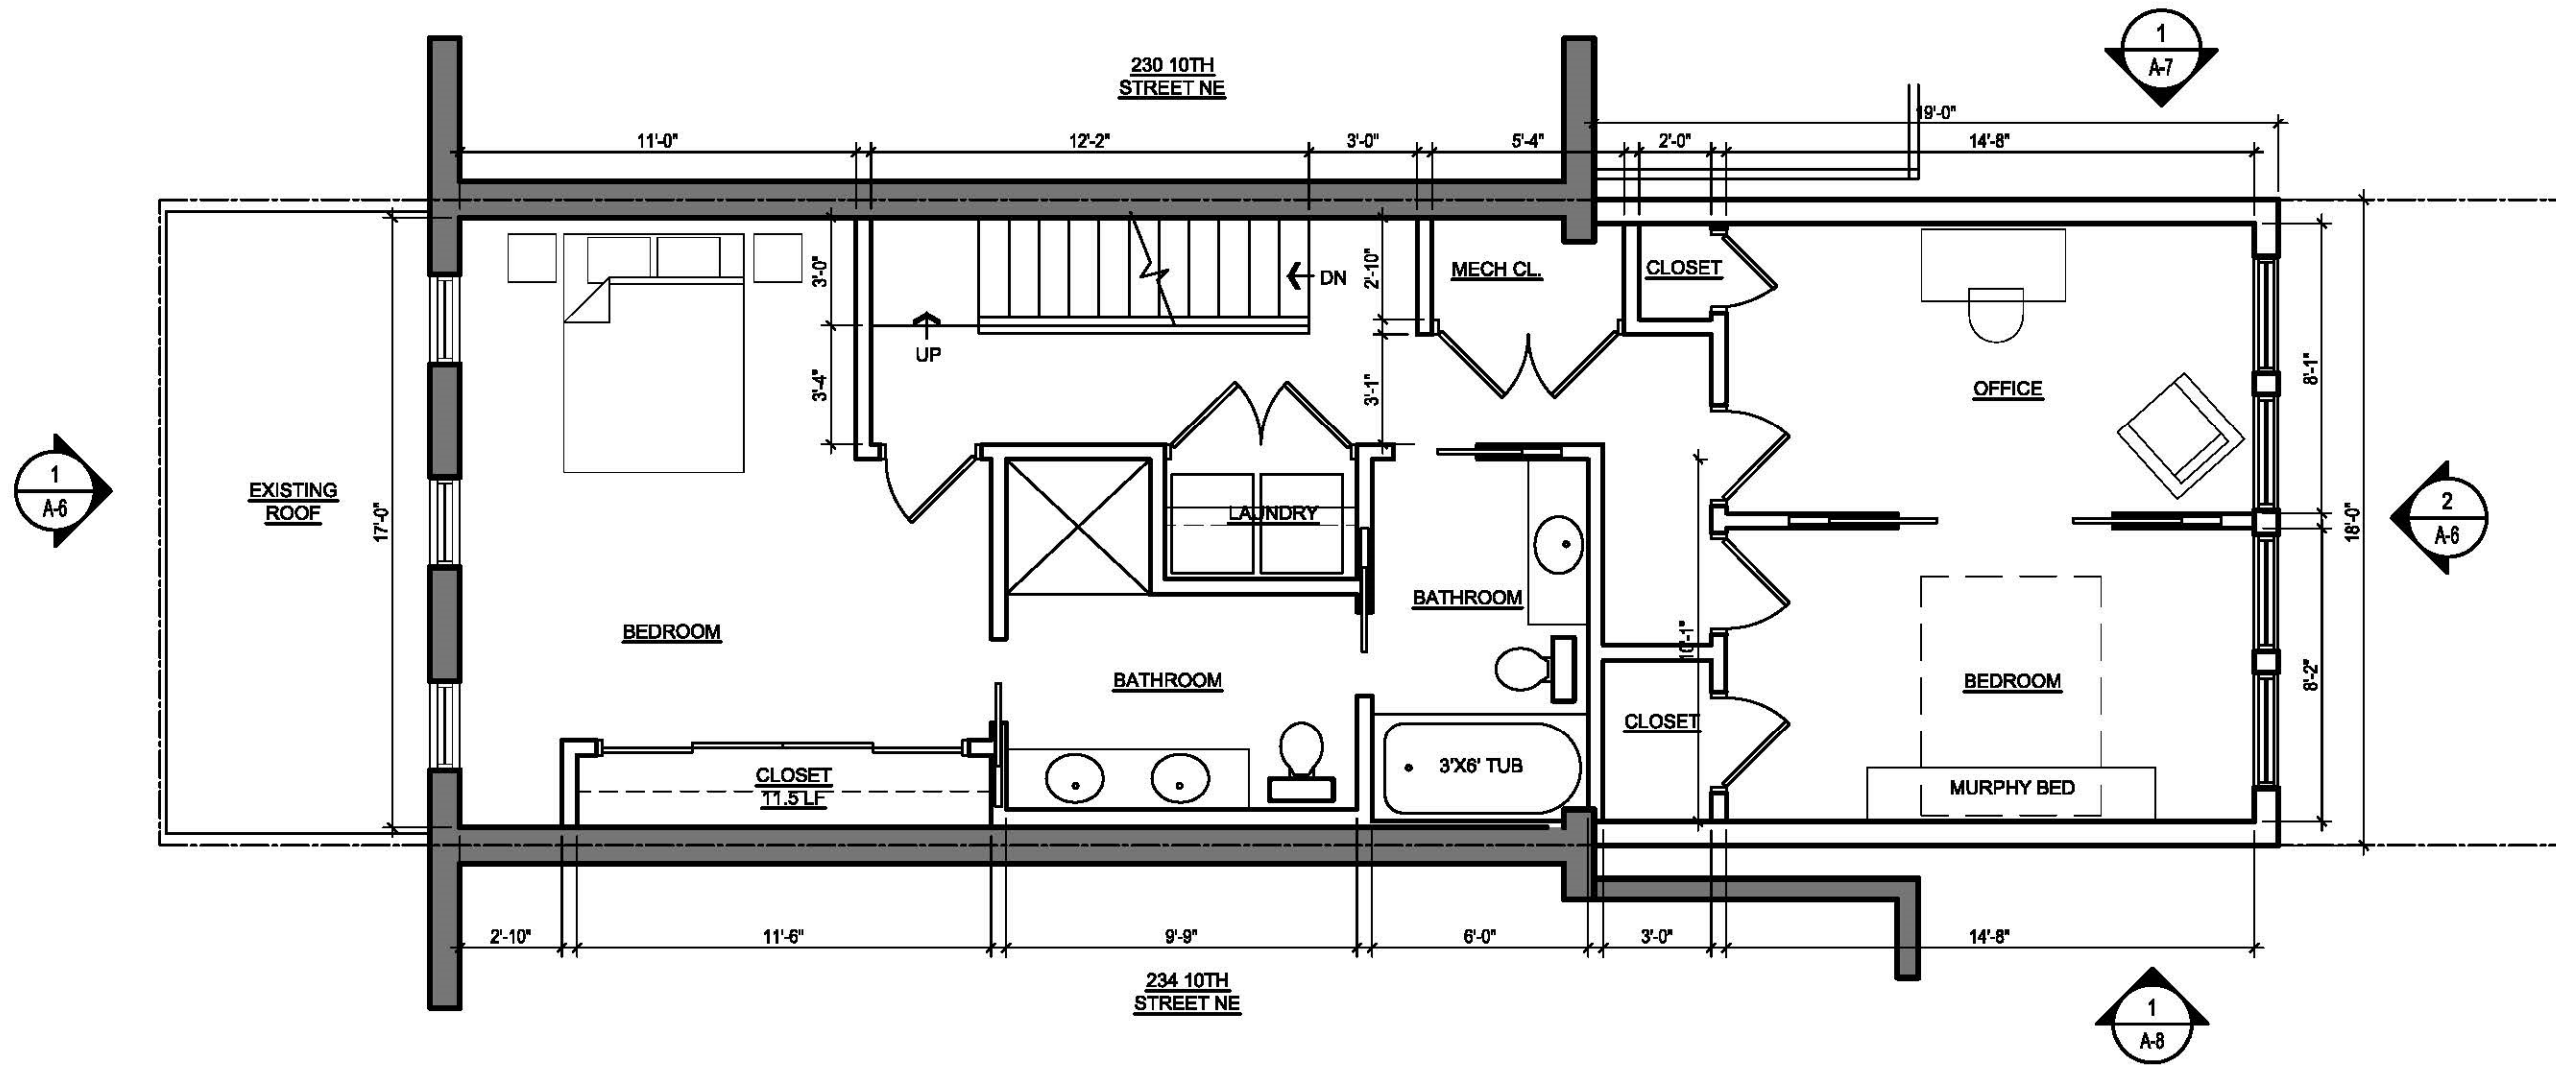 1
A-7
230 10TH
STREET NE
19'-0"
11'-0"
12'-2"
3'-0"
5'-4"
2'-0"
14'-8"
3'-0"
2'-10"
DN
MECH CL.
CLOSET
UP
3'-4"
3'-1"
8'-1"
OFFICE
1
A-6
EXISTING
ROOF
17'-0"
LAUNDRY
18'-0"
2
A-6
BATHROOM
BEDROOM
10'-1"
BATHROOM
BEDROOM
8'-2"
CLOSET
CLOSET
11.5 LF
3'X6' TUB
MURPHY BED
2'-10"
11'-6"
9'-9"
6'-0"
3'-0"
14'-8"
234 10TH
STREET NE
1
A-8